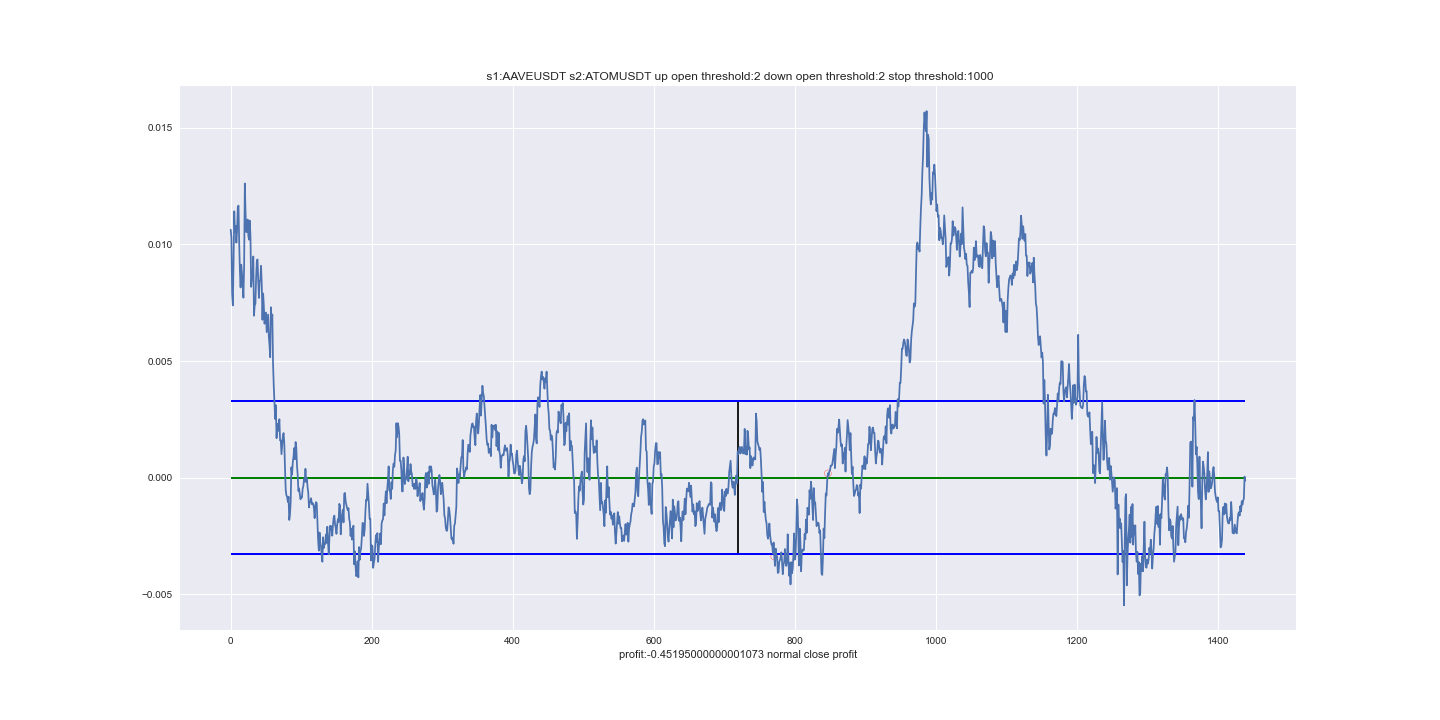 s1:AAVEUSDT s2:ATOMUSDT up open threshold:2 down open threshold:2 stop threshold:1000
0.015
0.010
0.005
0.000
−0.005
0 200 400 600 800 1000 1200 1400
profit:-0.45195000000001073 normal close profit